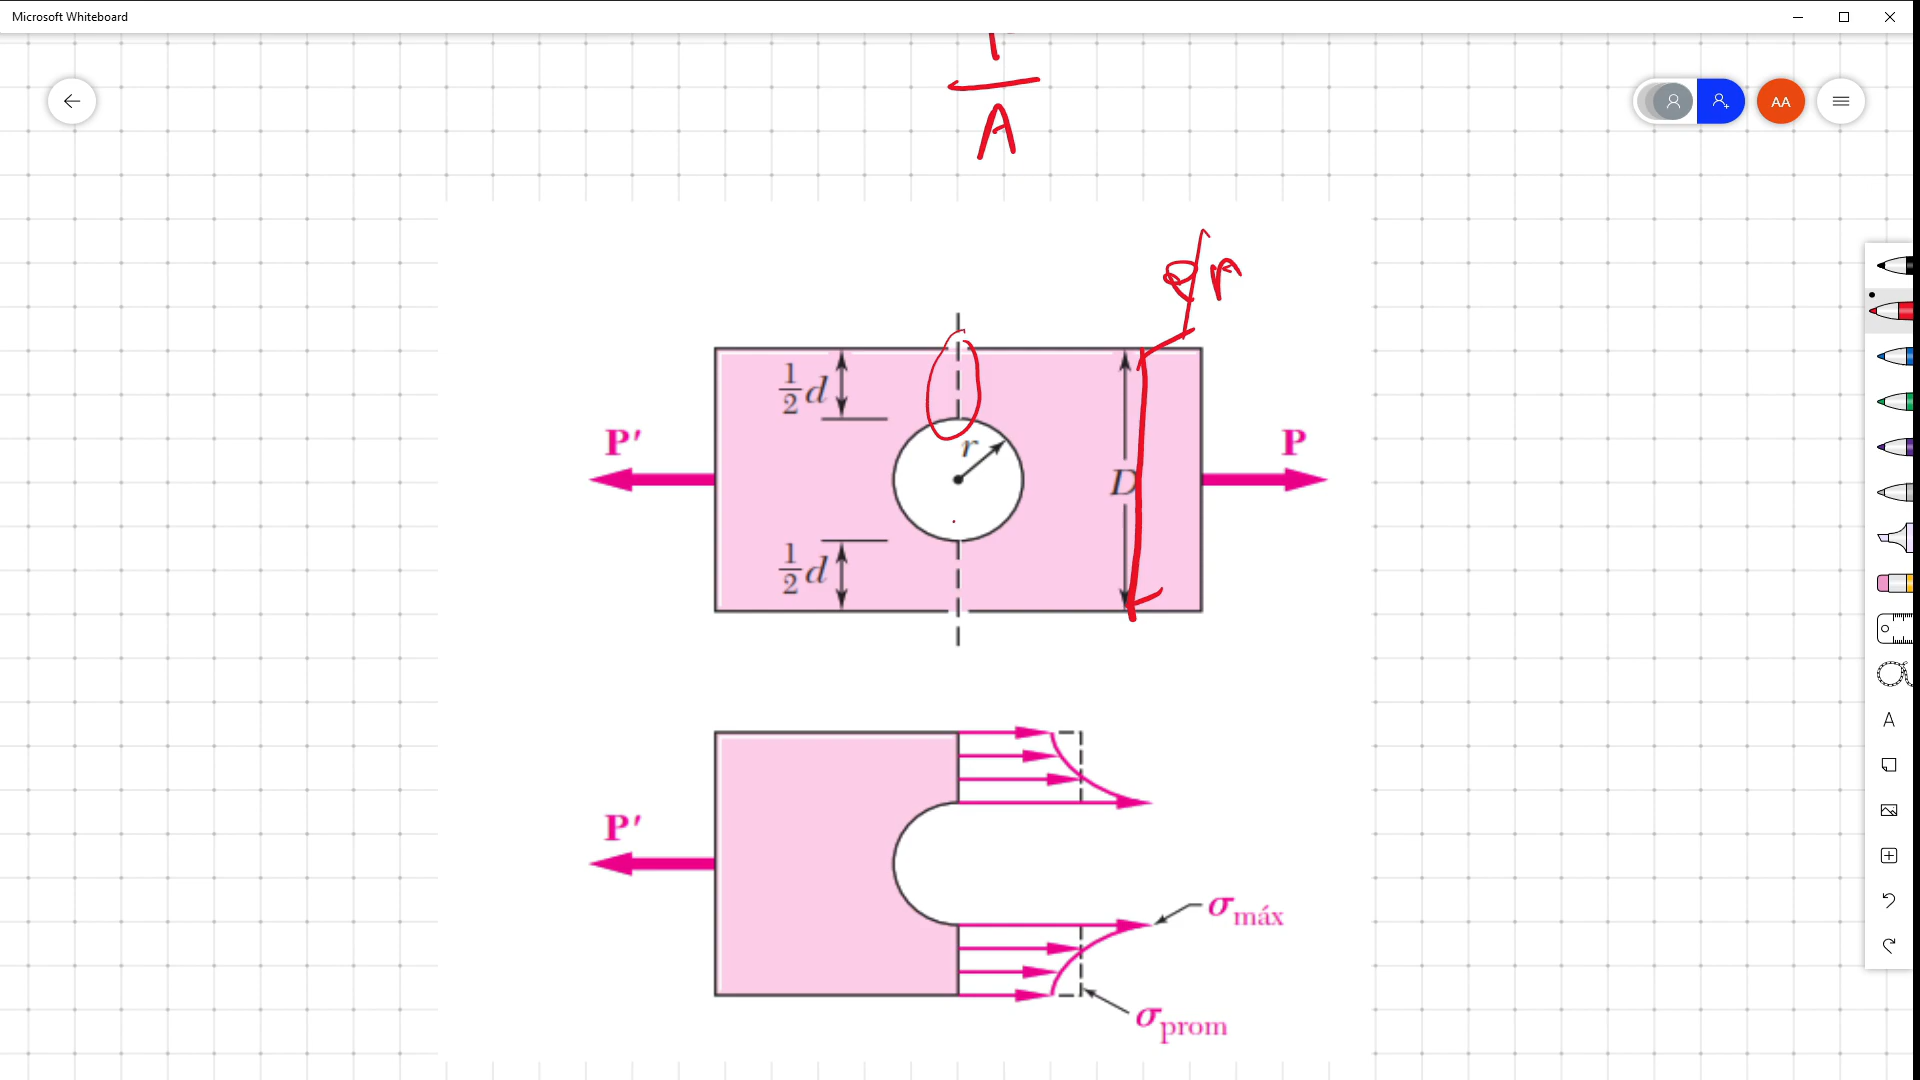 Microsoft Whiteboard
A
AA
1/2 d
r
P′
P
D
1/2 d
A
P′
σmáx
σprom